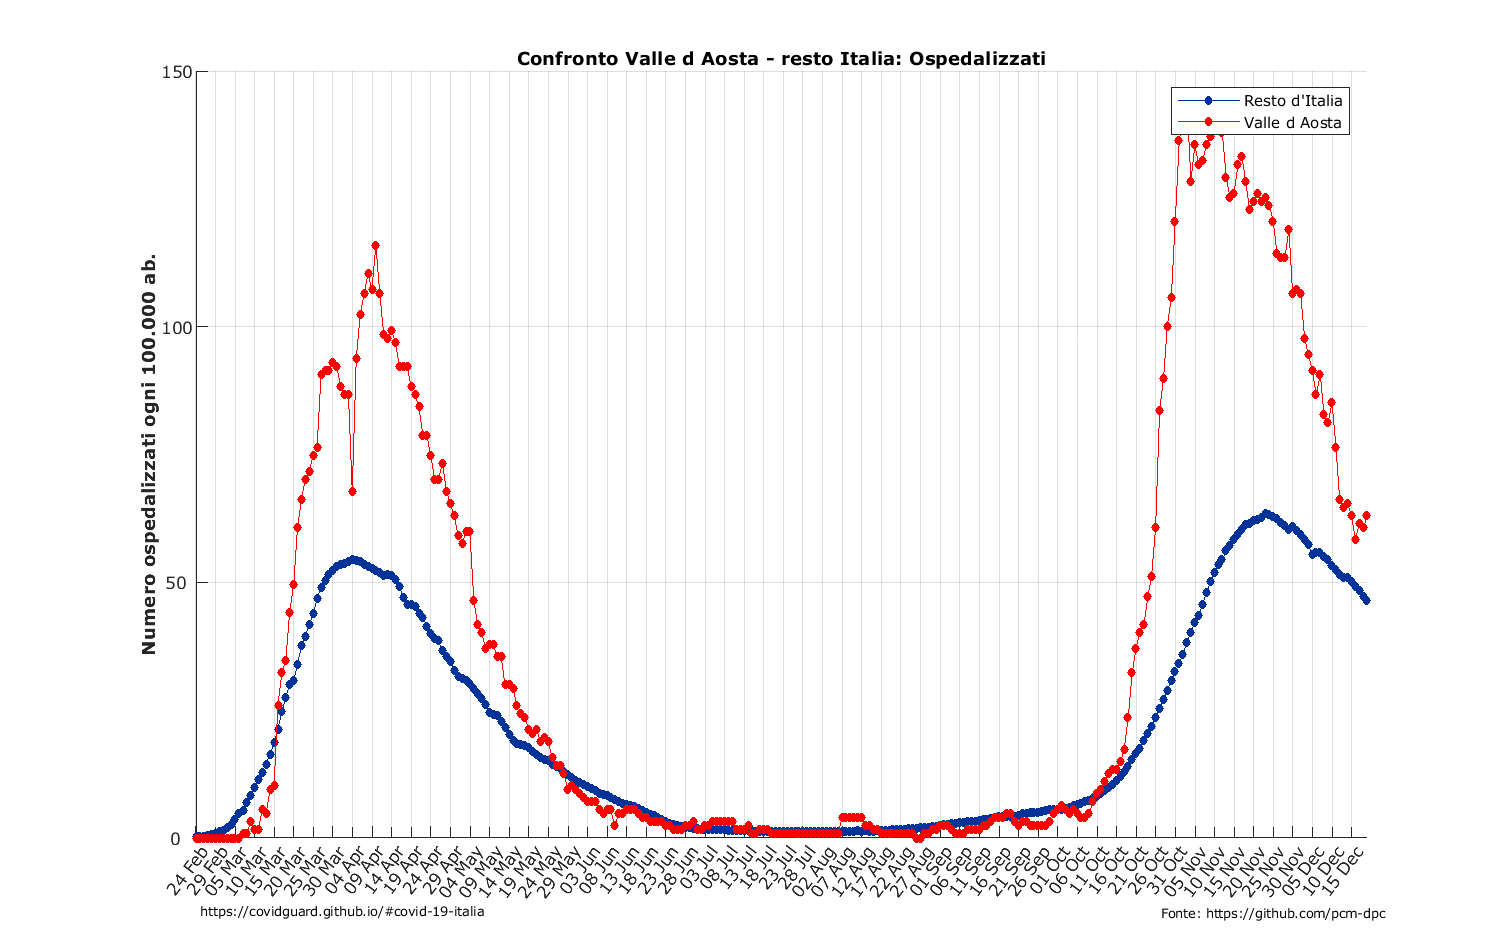 Confronto Valle d Aosta - resto Italia: Ospedalizzati
Numero ospedalizzati ogni 100.000 ab.
150
100
50
0
Resto d'Italia
Valle d Aosta
24 Feb
29 Feb
05 Mar
10 Mar
15 Mar
20 Mar
25 Mar
30 Mar
04 Apr
09 Apr
14 Apr
19 Apr
24 Apr
29 Apr
04 May
09 May
14 May
19 May
24 May
29 May
03 Jun
08 Jun
13 Jun
18 Jun
23 Jun
28 Jun
03 Jul
08 Jul
13 Jul
18 Jul
23 Jul
28 Jul
02 Aug
07 Aug
12 Aug
17 Aug
22 Aug
27 Aug
01 Sep
06 Sep
11 Sep
16 Sep
21 Sep
26 Sep
01 Oct
06 Oct
11 Oct
16 Oct
21 Oct
26 Oct
31 Oct
05 Nov
10 Nov
15 Nov
20 Nov
25 Nov
30 Nov
05 Dec
10 Dec
15 Dec
https://covidguard.github.io/#covid-19-italia
Fonte: https://github.com/pcm-dpc